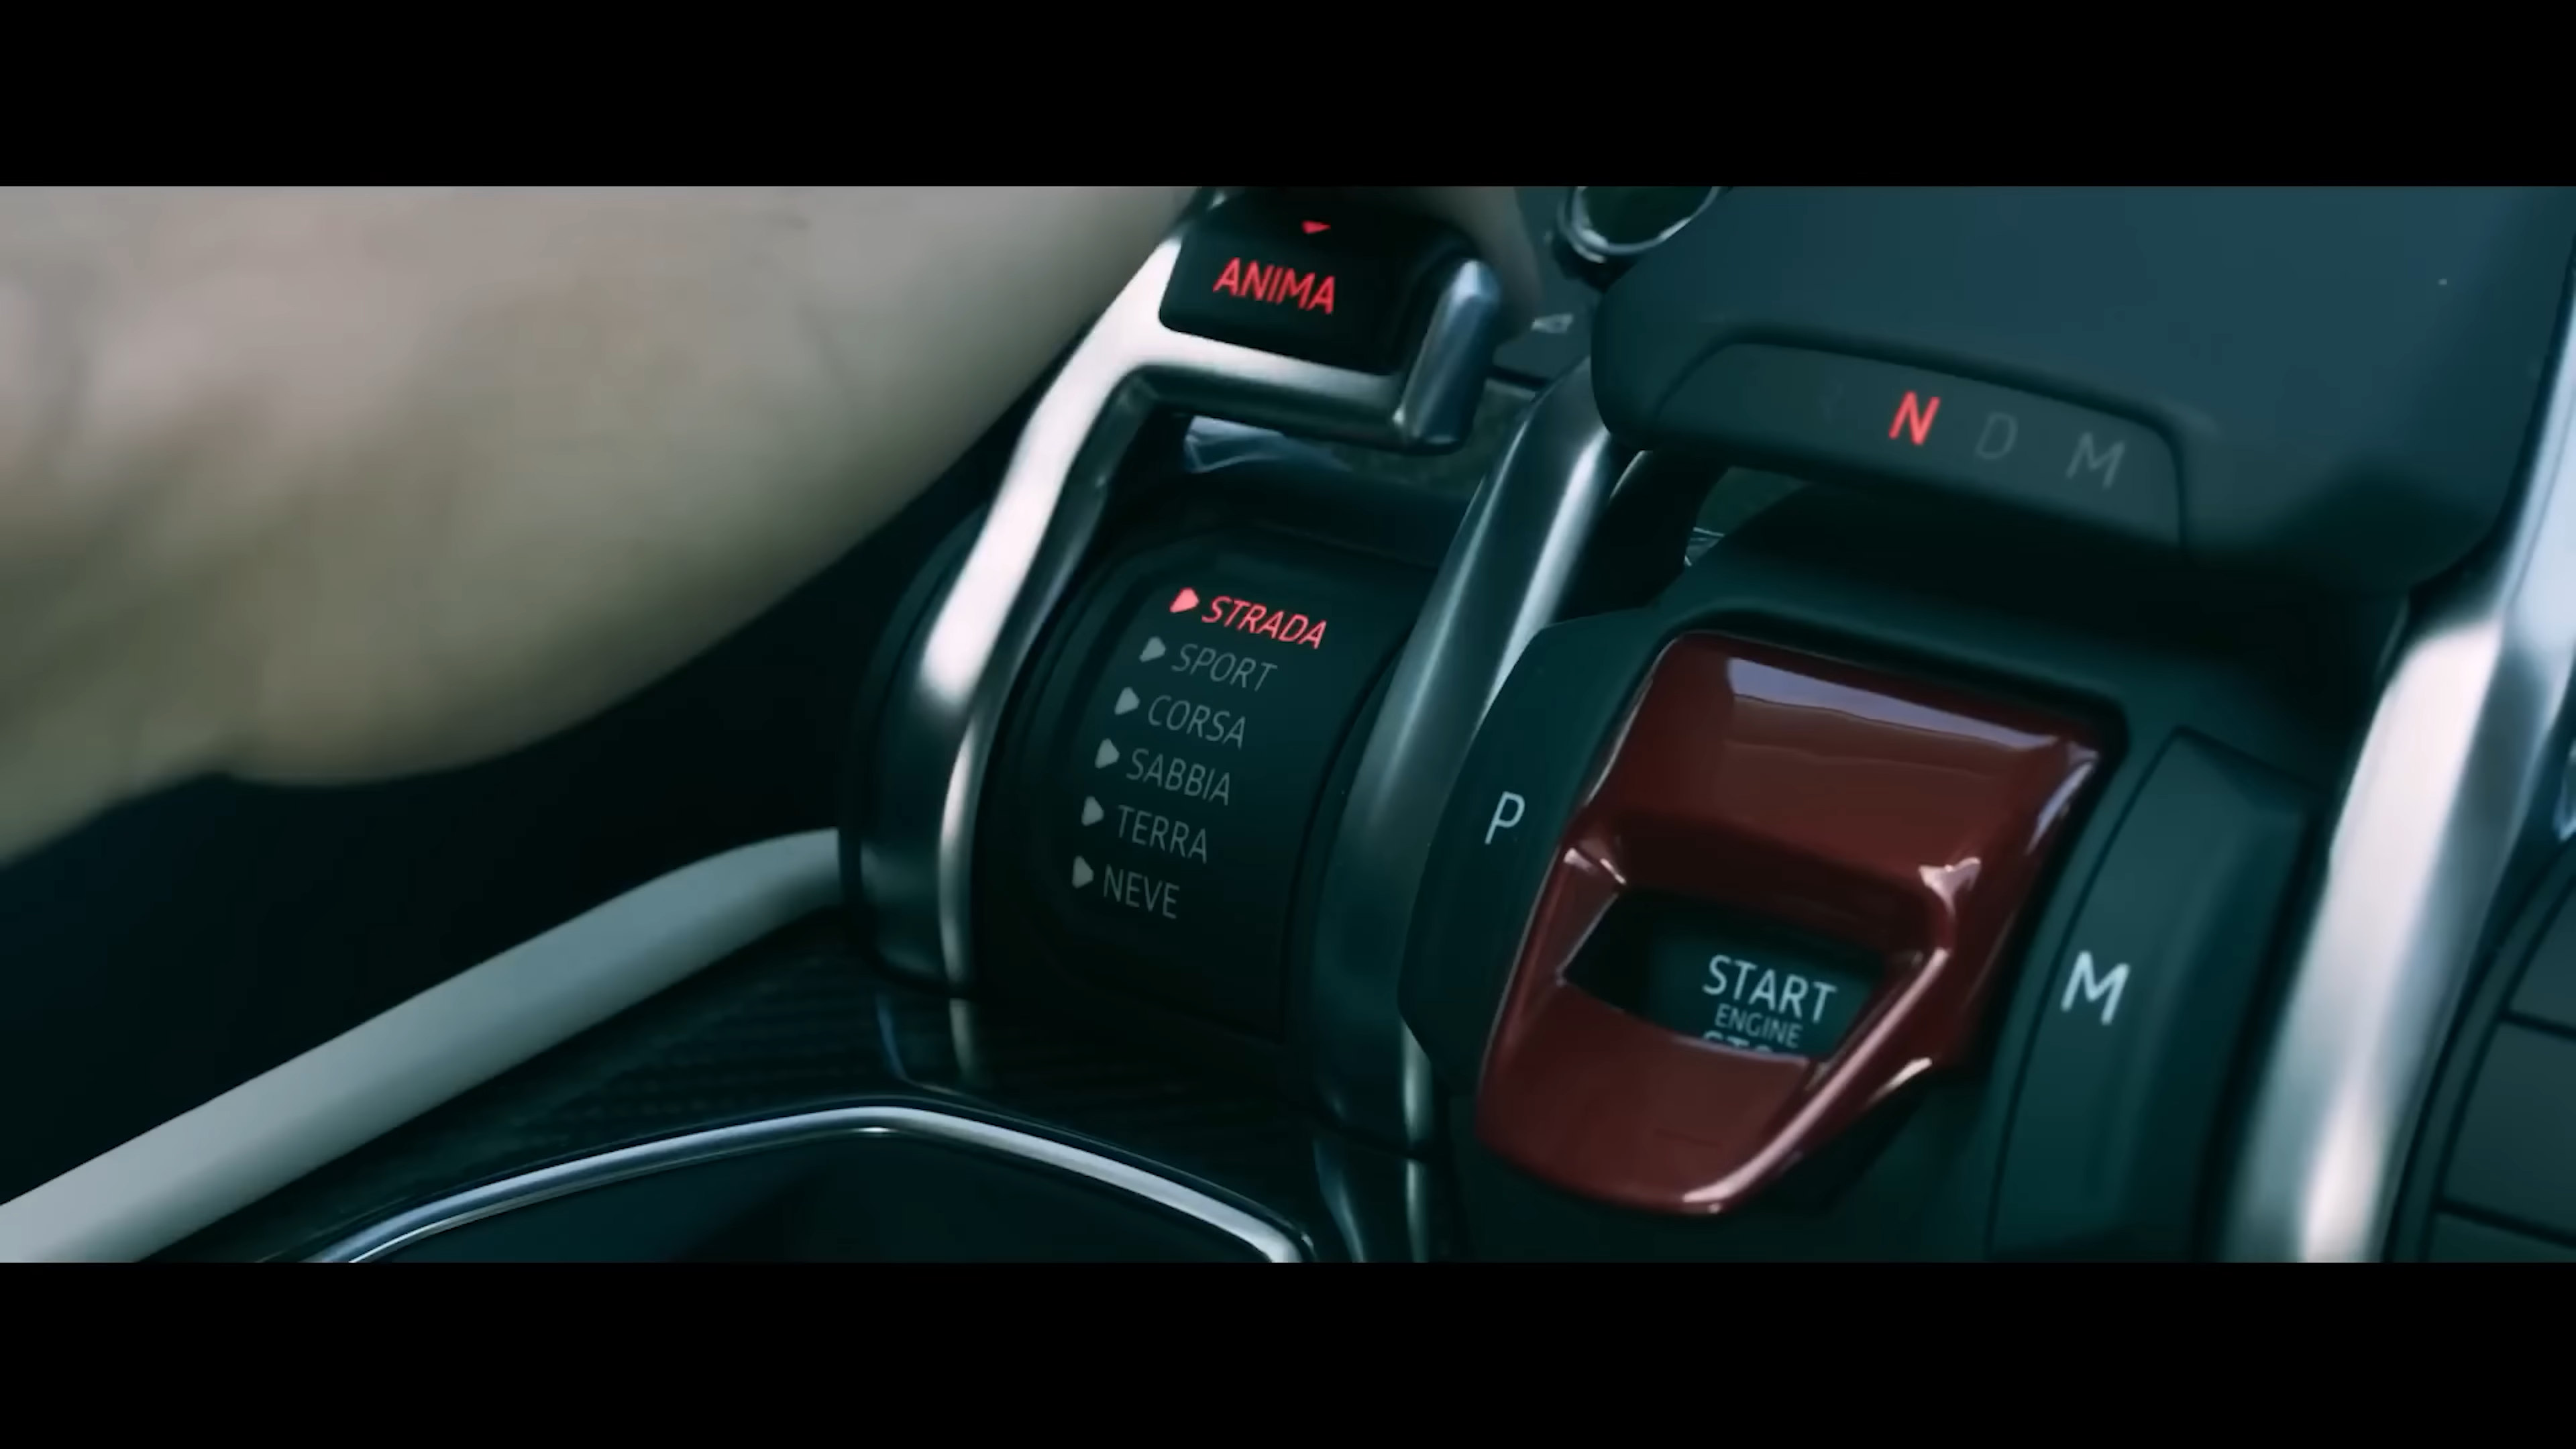 ANIMA
N D M
STRADA
SPORT
CORSA
SABBIA
TERRA
NEVE
P
START
ENGINE
M